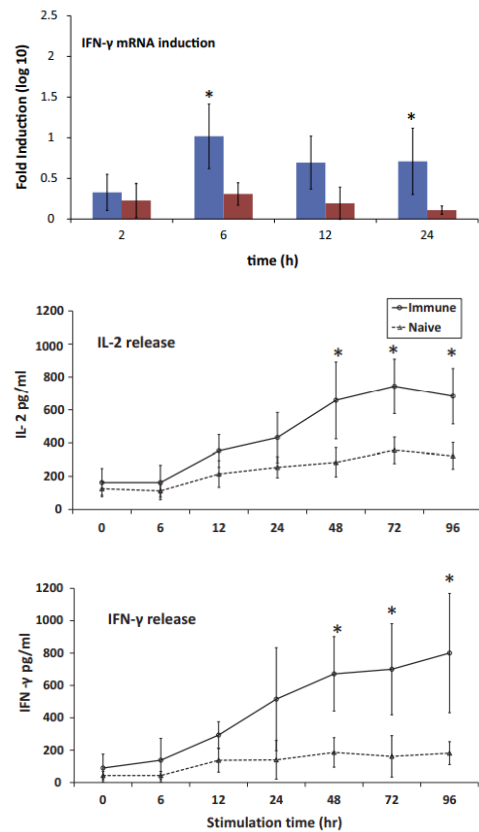 IFN-γ mRNA induction
Fold Induction (log 10)
2.5
2
1.5
1
0.5
0
*
*
2 6 12 24
time (h)
IL-2 release
Immune
Naive
IL- 2 pg/ml
1200
1000
800
600
400
200
0
* * *
0 6 12 24 48 72 96
IFN-γ release
IFN -γ pg/ml
1200
1000
800
600
400
200
0
* * *
0 6 12 24 48 72 96
Stimulation time (hr)